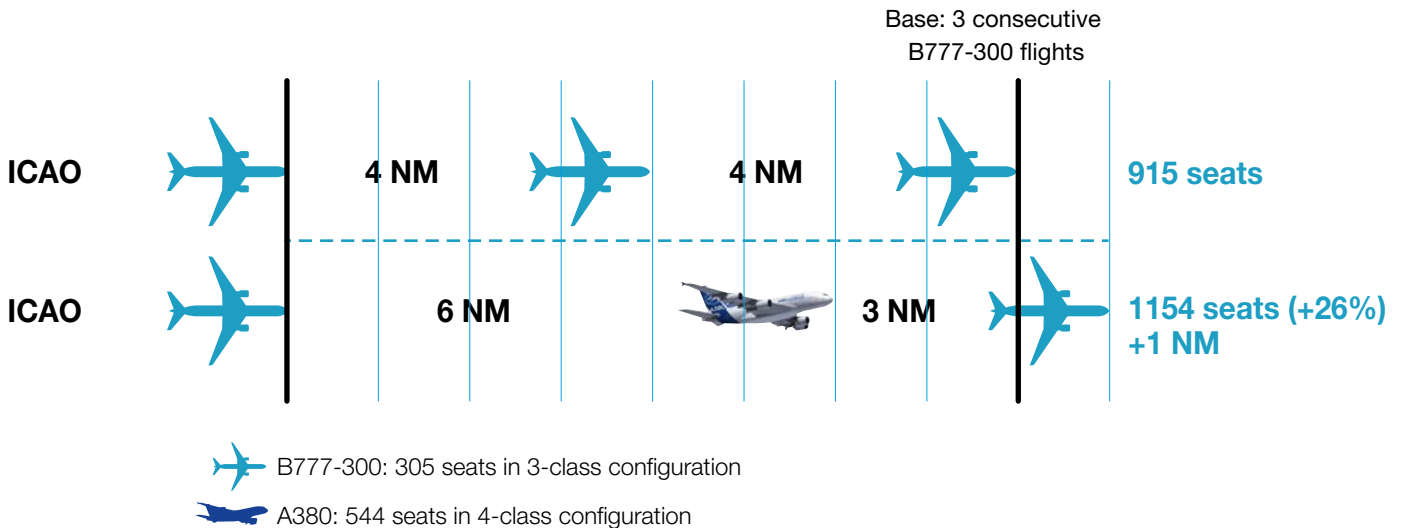 Base: 3 consecutive
B777-300 flights
ICAO
4 NM
4 NM
915 seats
ICAO
6 NM
3 NM
1154 seats (+26%)
+1 NM
B777-300: 305 seats in 3-class configuration
A380: 544 seats in 4-class configuration